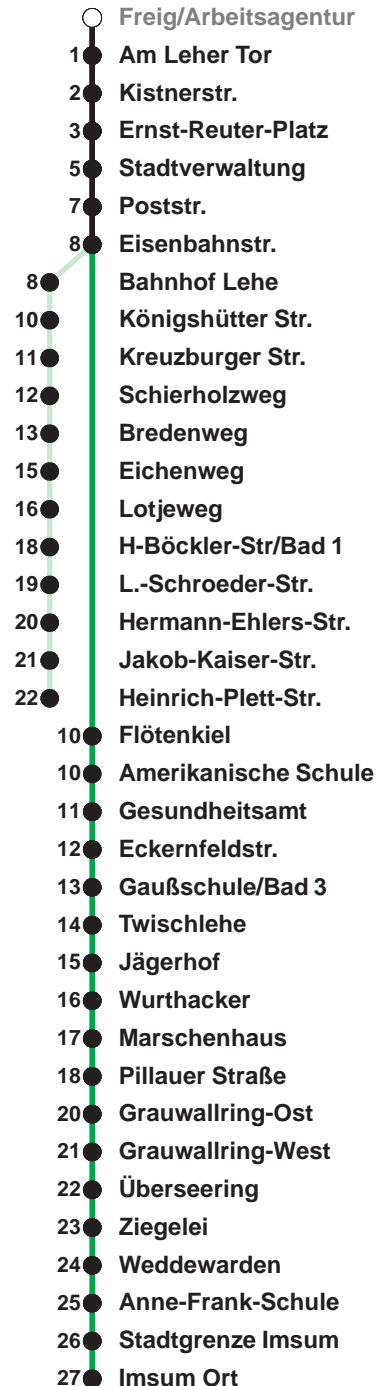 Freig/Arbeitsagentur
1 Am Leher Tor
2 Kistnerstr.
3 Ernst-Reuter-Platz
5 Stadtverwaltung
7 Poststr.
8 Eisenbahnstr.
8 Bahnhof Lehe
10 Königshütter Str.
11 Kreuzburger Str.
12 Schierholzweg
13 Bredenweg
15 Eichenweg
16 Lotjeweg
18 H-Böckler-Str/Bad 1
19 L.-Schroeder-Str.
20 Hermann-Ehlers-Str.
21 Jakob-Kaiser-Str.
22 Heinrich-Plett-Str.
10 Flötenkiel
10 Amerikanische Schule
11 Gesundheitsamt
12 Eckernfeldstr.
13 Gaußschule/Bad 3
14 Twischlehe
15 Jägerhof
16 Wurthacker
17 Marschenhaus
18 Pillauer Straße
20 Grauwallring-Ost
21 Grauwallring-West
22 Überseering
23 Ziegelei
24 Weddewarden
25 Anne-Frank-Schule
26 Stadtgrenze Imsum
27 Imsum Ort